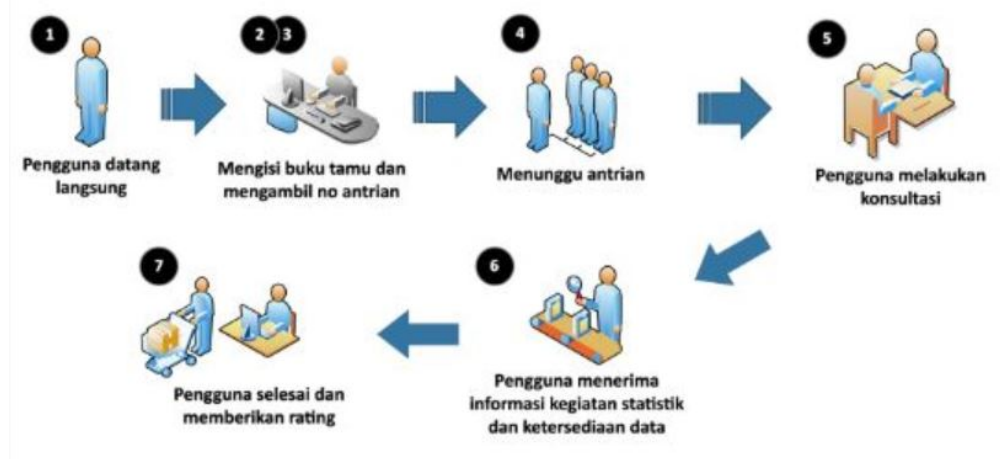 1
Pengguna datang
langsung
2 3
Mengisi buku tamu dan
mengambil no antrian
4
Menunggu antrian
5
Pengguna melakukan
konsultasi
6
Pengguna menerima
informasi kegiatan statistik
dan ketersediaan data
7
Pengguna selesai dan
memberikan rating